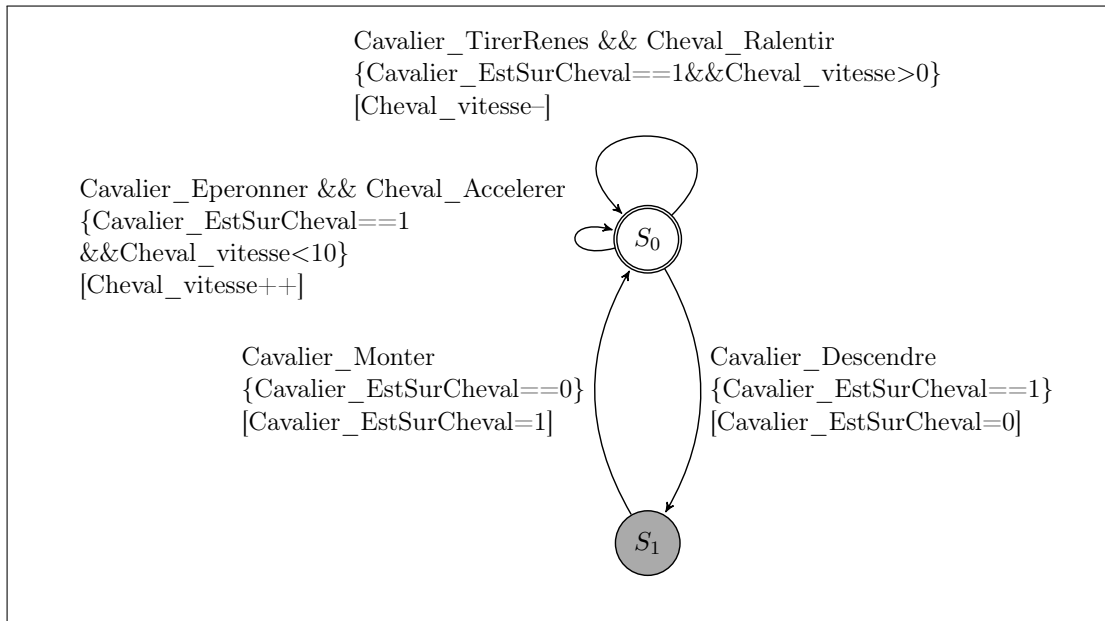 Cavalier_TirerRenes && Cheval_Ralentir
{Cavalier_EstSurCheval==1&&Cheval_vitesse>0}
[Cheval_vitesse–]
Cavalier_Eperonner && Cheval_Accelerer
{Cavalier_EstSurCheval==1
&&Cheval_vitesse<10}
[Cheval_vitesse++]
S0
Cavalier_Monter
{Cavalier_EstSurCheval==0}
[Cavalier_EstSurCheval=1]
Cavalier_Descendre
{Cavalier_EstSurCheval==1}
[Cavalier_EstSurCheval=0]
S1